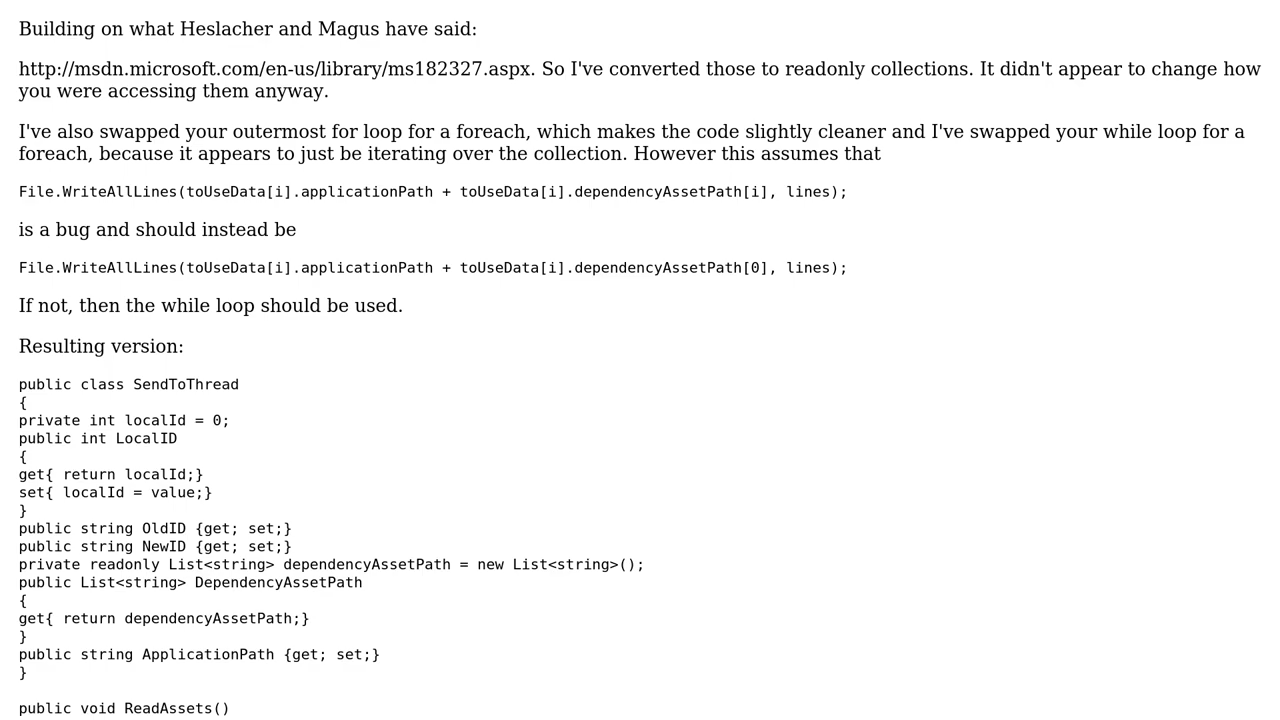 Building on what Heslacher and Magus have said:
http://msdn.microsoft.com/en-us/library/ms182327.aspx. So I've converted those to readonly collections. It didn't appear to change how
you were accessing them anyway.
I've also swapped your outermost for loop for a foreach, which makes the code slightly cleaner and I've swapped your while loop for a
foreach, because it appears to just be iterating over the collection. However this assumes that
File.WriteAllLines(toUseData[i].applicationPath + toUseData[i].dependencyAssetPath[i], lines);
is a bug and should instead be
File.WriteAllLines(toUseData[i].applicationPath + toUseData[i].dependencyAssetPath[0], lines);
If not, then the while loop should be used.
Resulting version:
public class SendToThread
{
private int localId = 0;
public int LocalID
{
get{ return localId;}
set{ localId = value;}
}
public string OldID {get; set;}
public string NewID {get; set;}
private readonly List<string> dependencyAssetPath = new List<string>();
public List<string> DependencyAssetPath
{
get{ return dependencyAssetPath;}
}
public string ApplicationPath {get; set;}
}
public void ReadAssets()